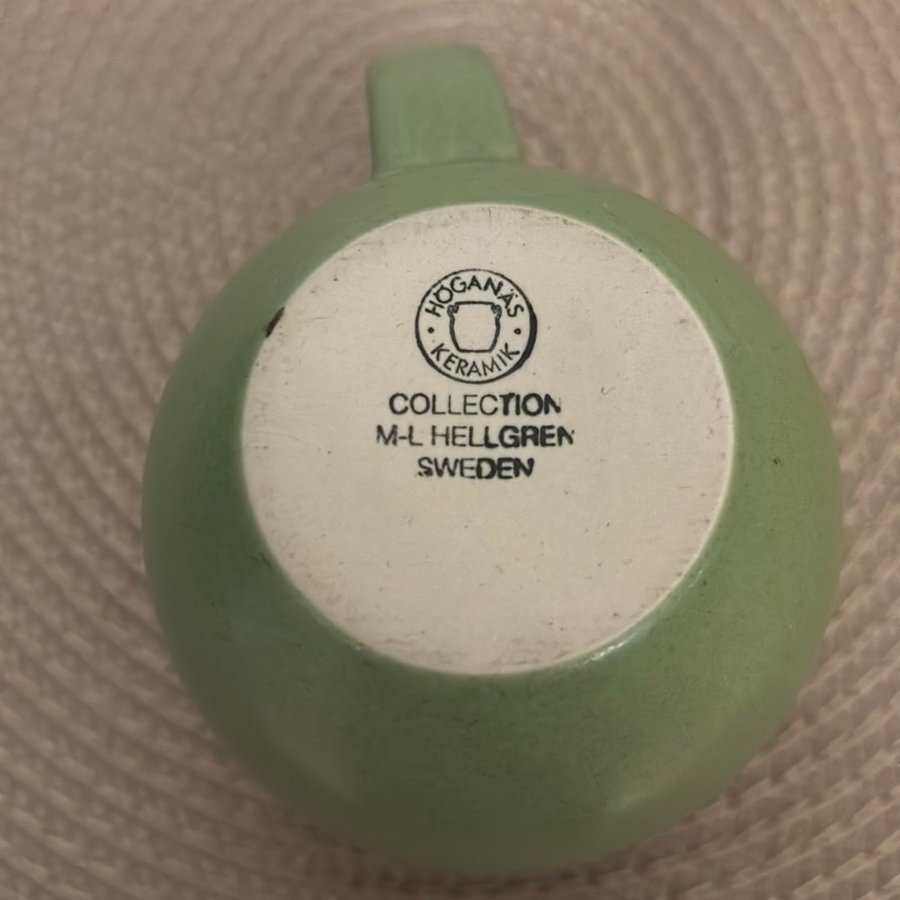 HÖGANÄS
KERAMIK
COLLECTION
M-L HELLGREN
SWEDEN